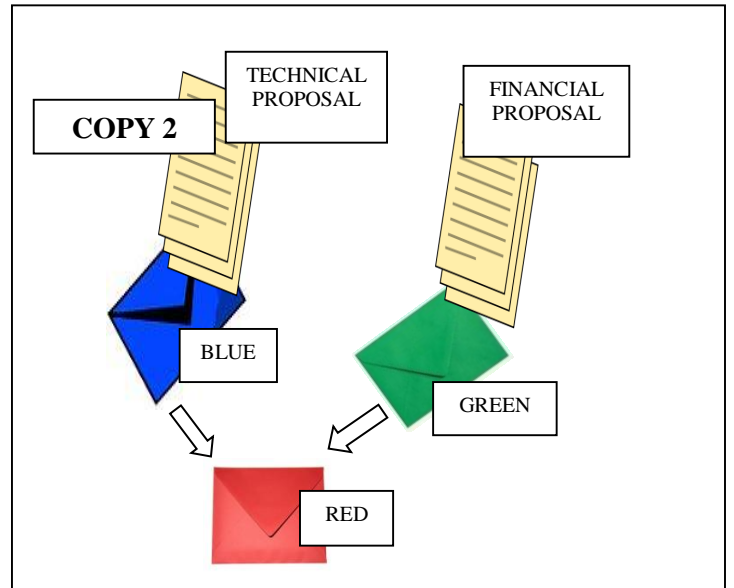 TECHNICAL
PROPOSAL
FINANCIAL
PROPOSAL
COPY 2
BLUE
GREEN
RED